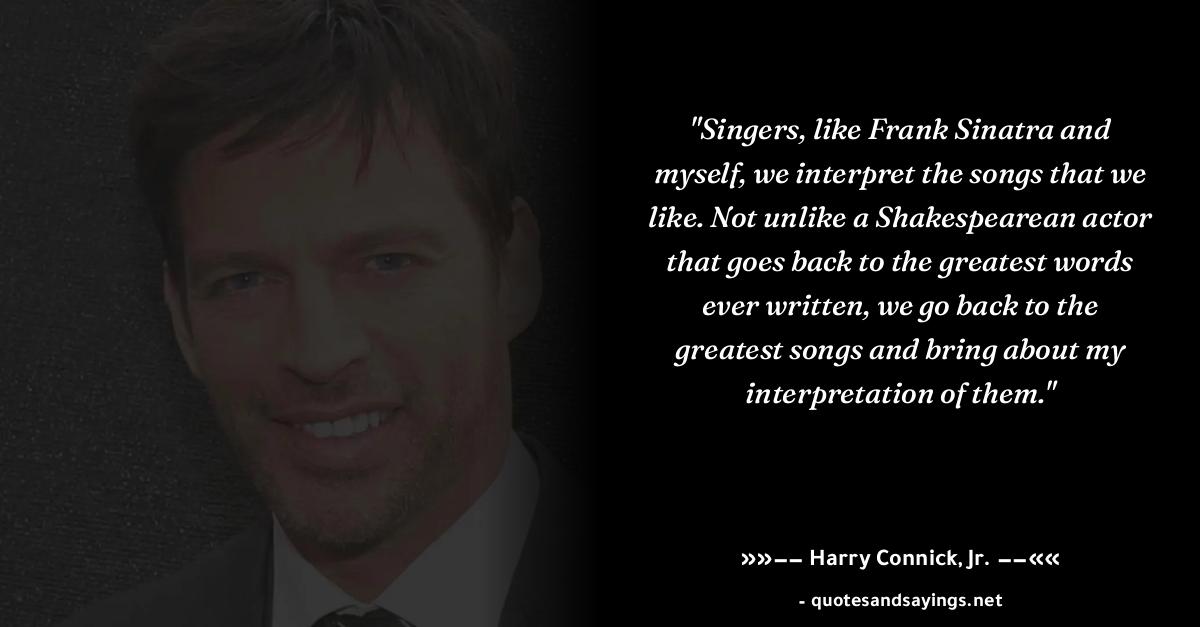 "Singers, like Frank Sinatra and
myself, we interpret the songs that we
like. Not unlike a Shakespearean actor
that goes back to the greatest words
ever written, we go back to the
greatest songs and bring about my
interpretation of them."
»»−− Harry Connick, Jr. −−««
- quotesandsayings.net